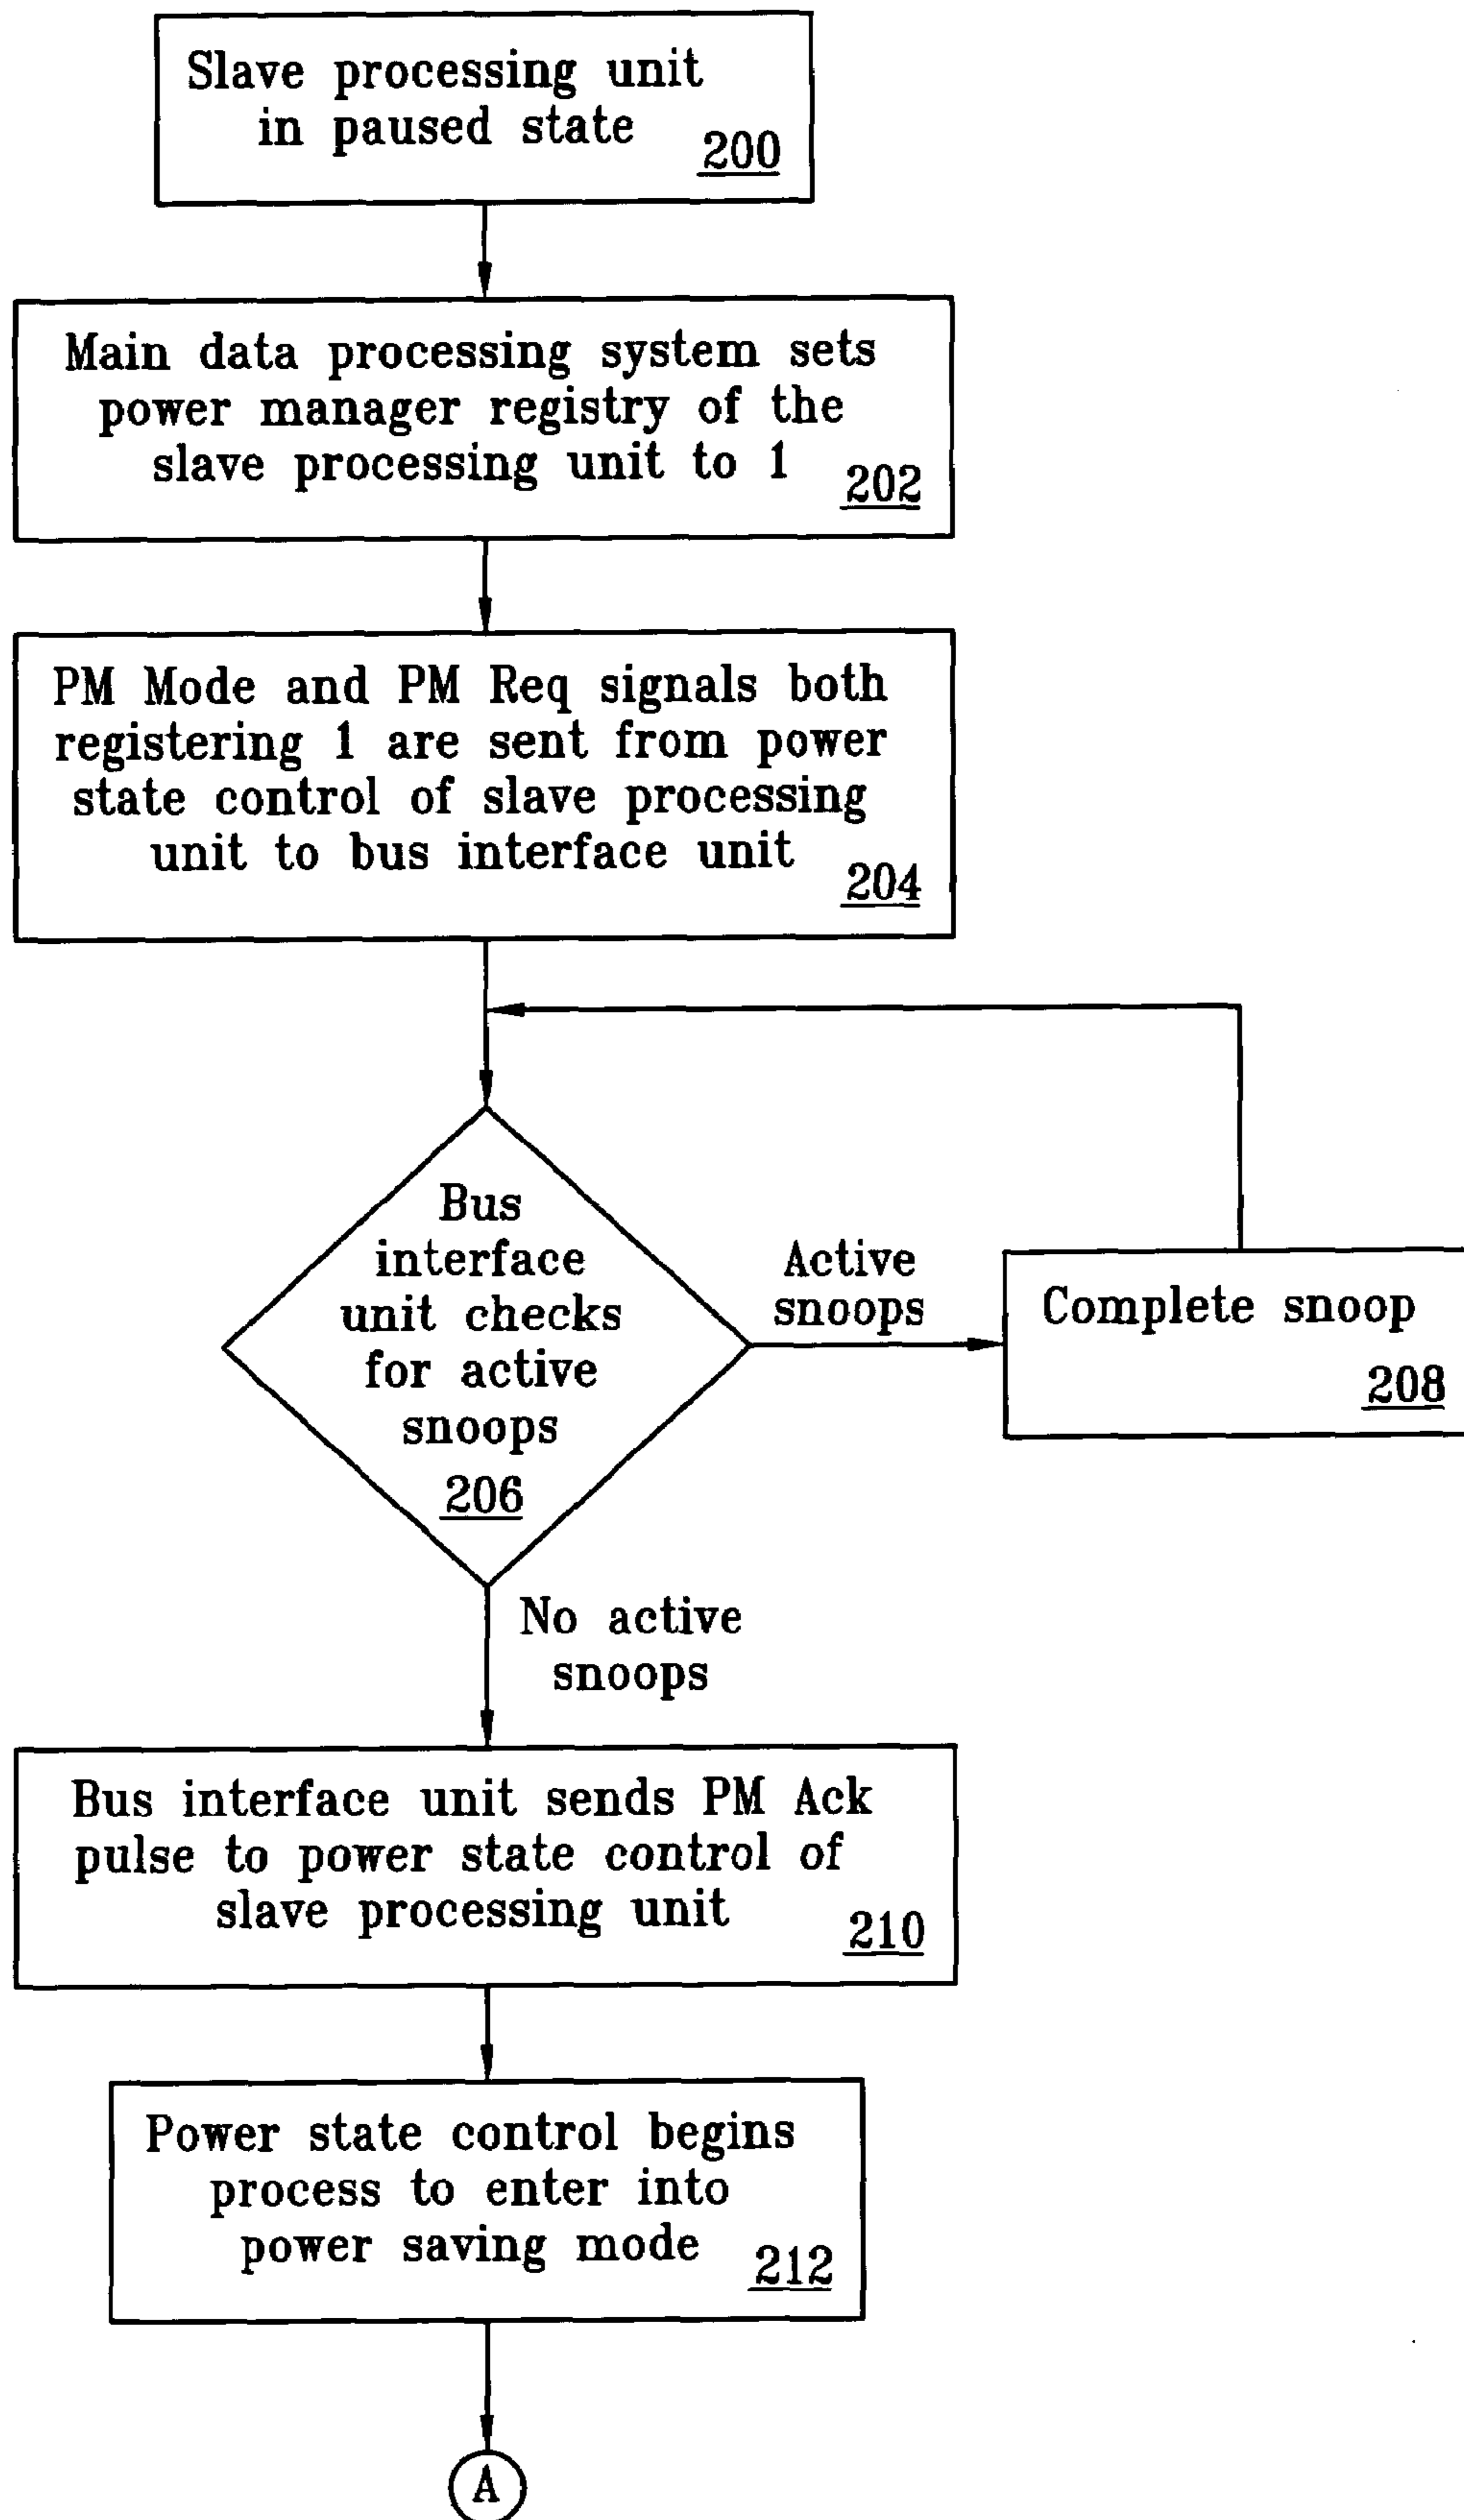 Slave processing unit
in paused state
200
Main data processing system sets
power manager registry of the
slave processing unit to 1
202
PM Mode and PM Req signals both
registering 1 are sent from power
state control of slave processing
unit to bus interface unit
204
Bus
interface
unit checks
for active
snoops
206
Active
snoops
Complete snoop
208
No active
snoops
Bus interface unit sends PM Ack
pulse to power state control of
slave processing unit
210
Power state control begins
process to enter into
power saving mode
212
A